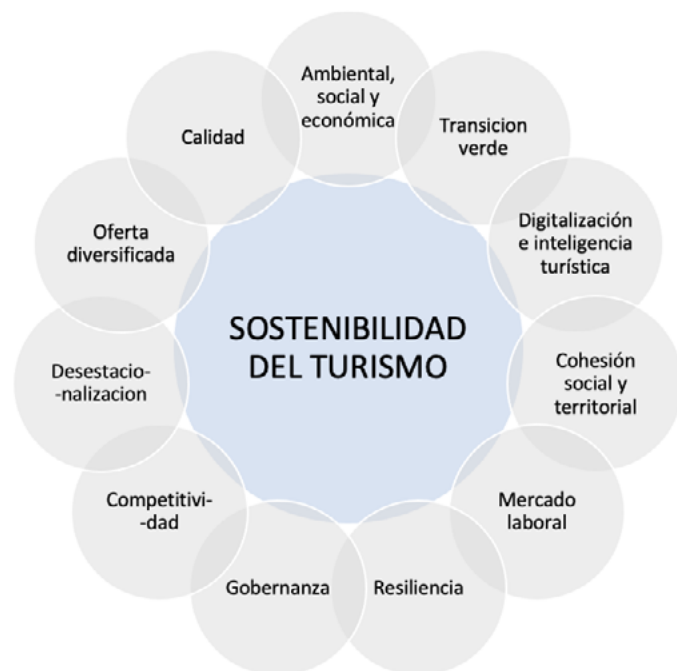 Ambiental,
social y
económica
Transicion
verde
Digitalización
e inteligencia
turística
Cohesión
social y
territorial
Mercado
laboral
Resiliencia
Gobernanza
Competitivi-
-dad
Desestacio-
-nalizacion
Oferta
diversificada
Calidad
SOSTENIBILIDAD
DEL TURISMO